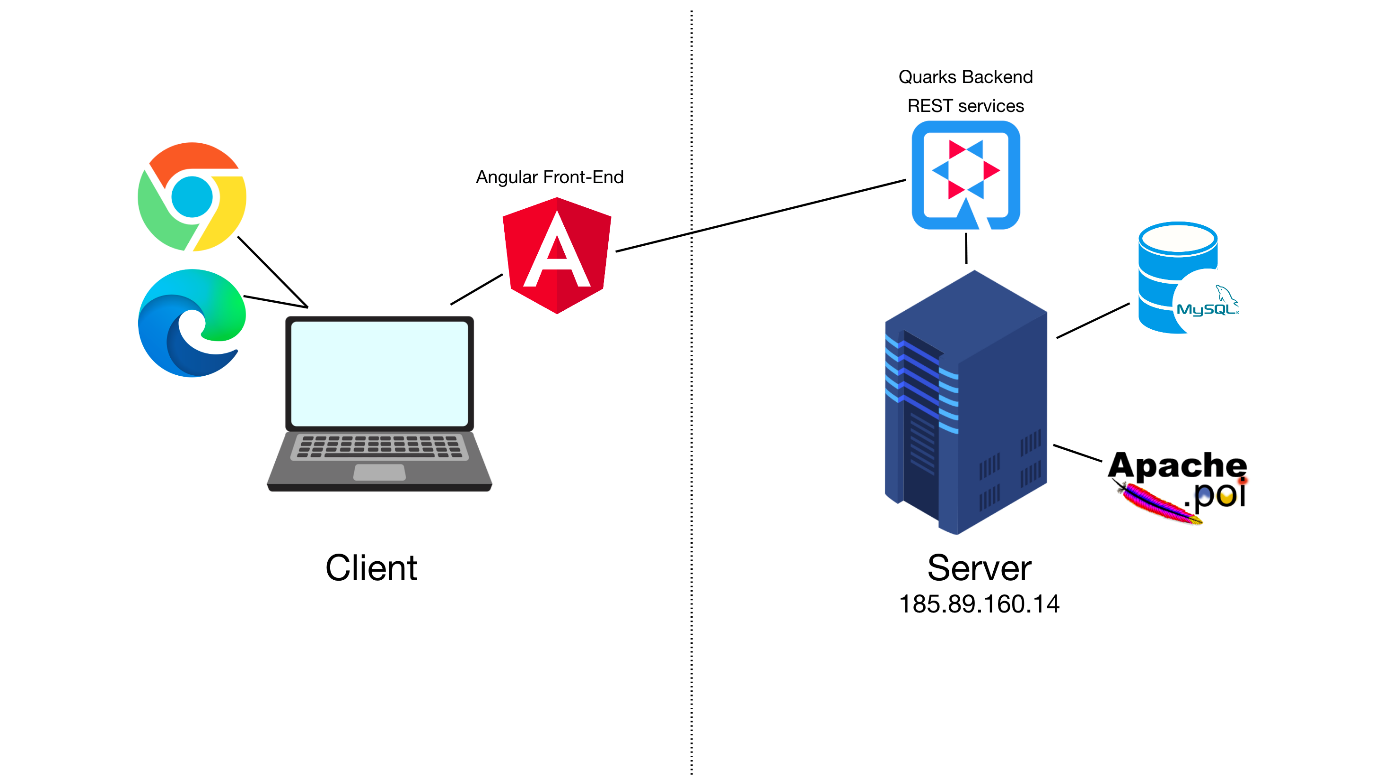 Quarks Backend
REST services
Angular Front-End
MySQL
Apache
.poi
Client
Server
185.89.160.14